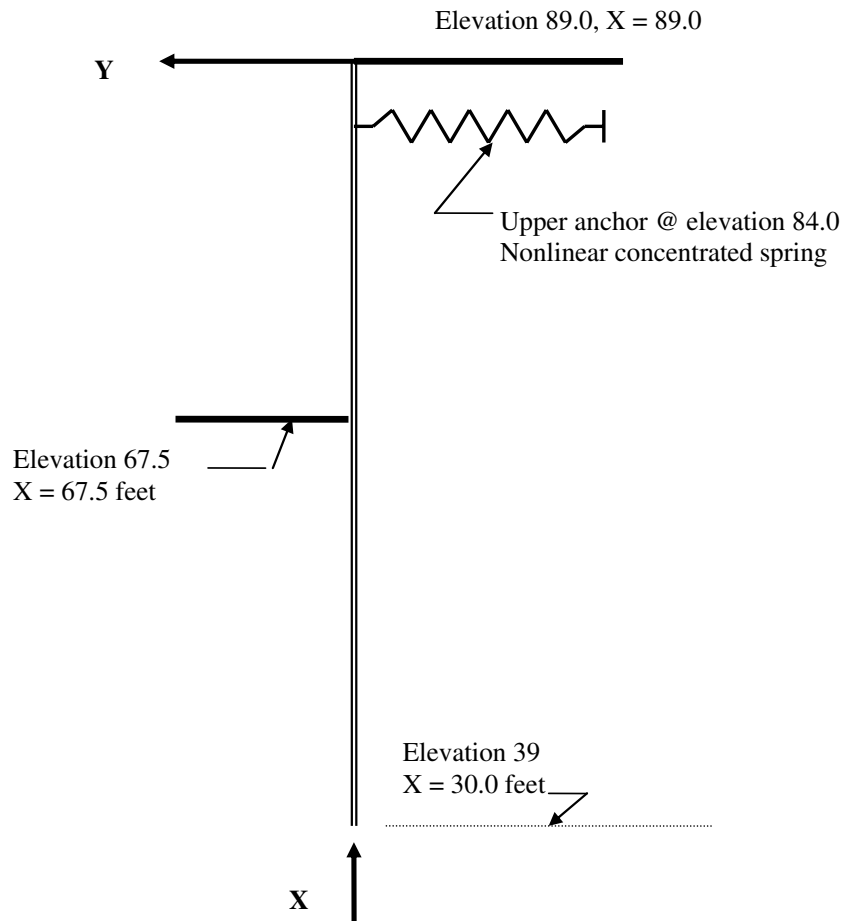 Elevation 89.0, X = 89.0
Y
Upper anchor @ elevation 84.0
Nonlinear concentrated spring
Elevation 67.5
X = 67.5 feet
Elevation 39
X = 30.0 feet
X